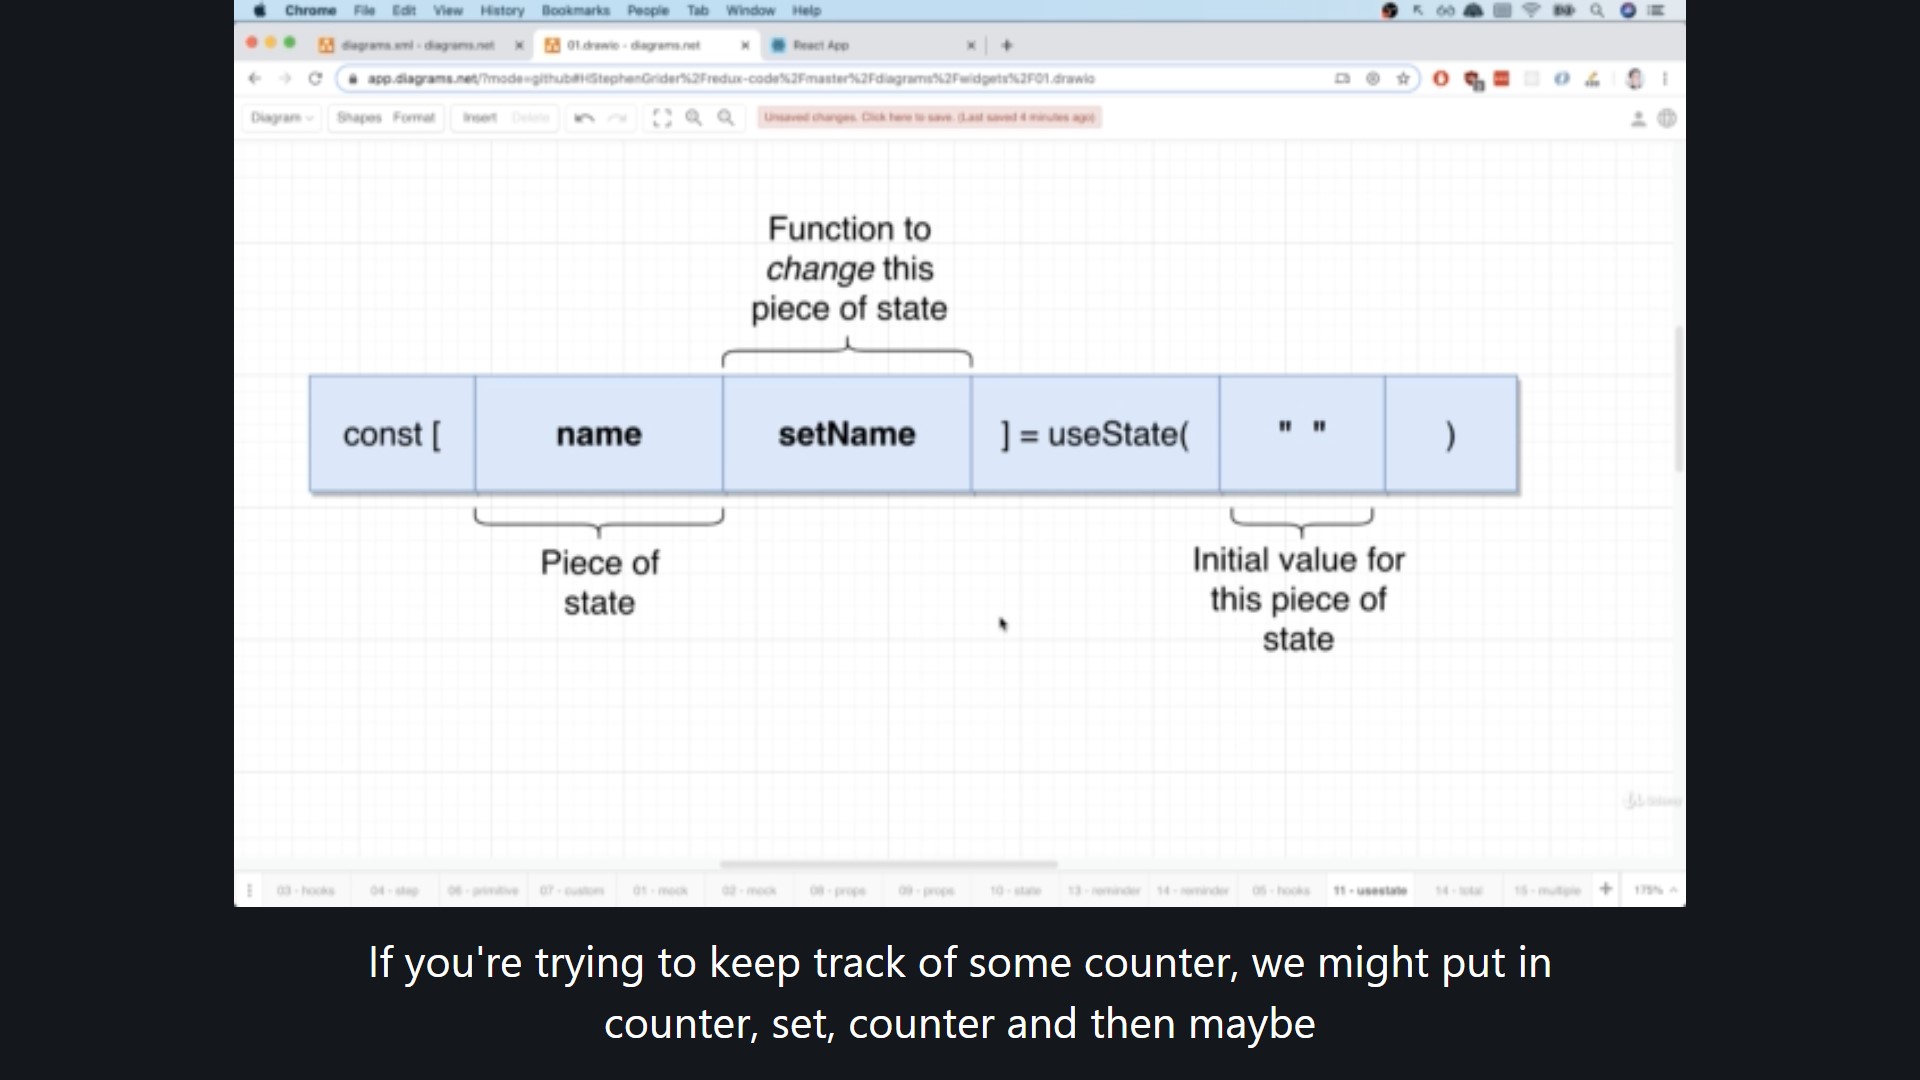 Chrome File Edit View History Bookmarks People Tab Window Help
diagrams.xml - diagrams.net
01.drawio - diagrams.net
React App
app.diagrams.net/?mode=github#HStephenGrider%2Fredux-code%2Fmaster%2Fdiagrams%2Fwidgets%2F01.drawio
Diagram Shapes Format Insert Delete
Unsaved changes. Click here to save. (Last saved 4 minutes ago)
Function to
change this
piece of state
const [ name setName ] = useState( " " )
Piece of
state
Initial value for
this piece of
state
03 - hooks 04 - step 06 - primitive 07 - custom 01 - mock 02 - mock 08 - props 09 - props 10 - state 13 - reminder 14 - reminder 05 - hooks 11 - usestate 14 - total 15 - multiple 175%
If you're trying to keep track of some counter, we might put in
counter, set, counter and then maybe